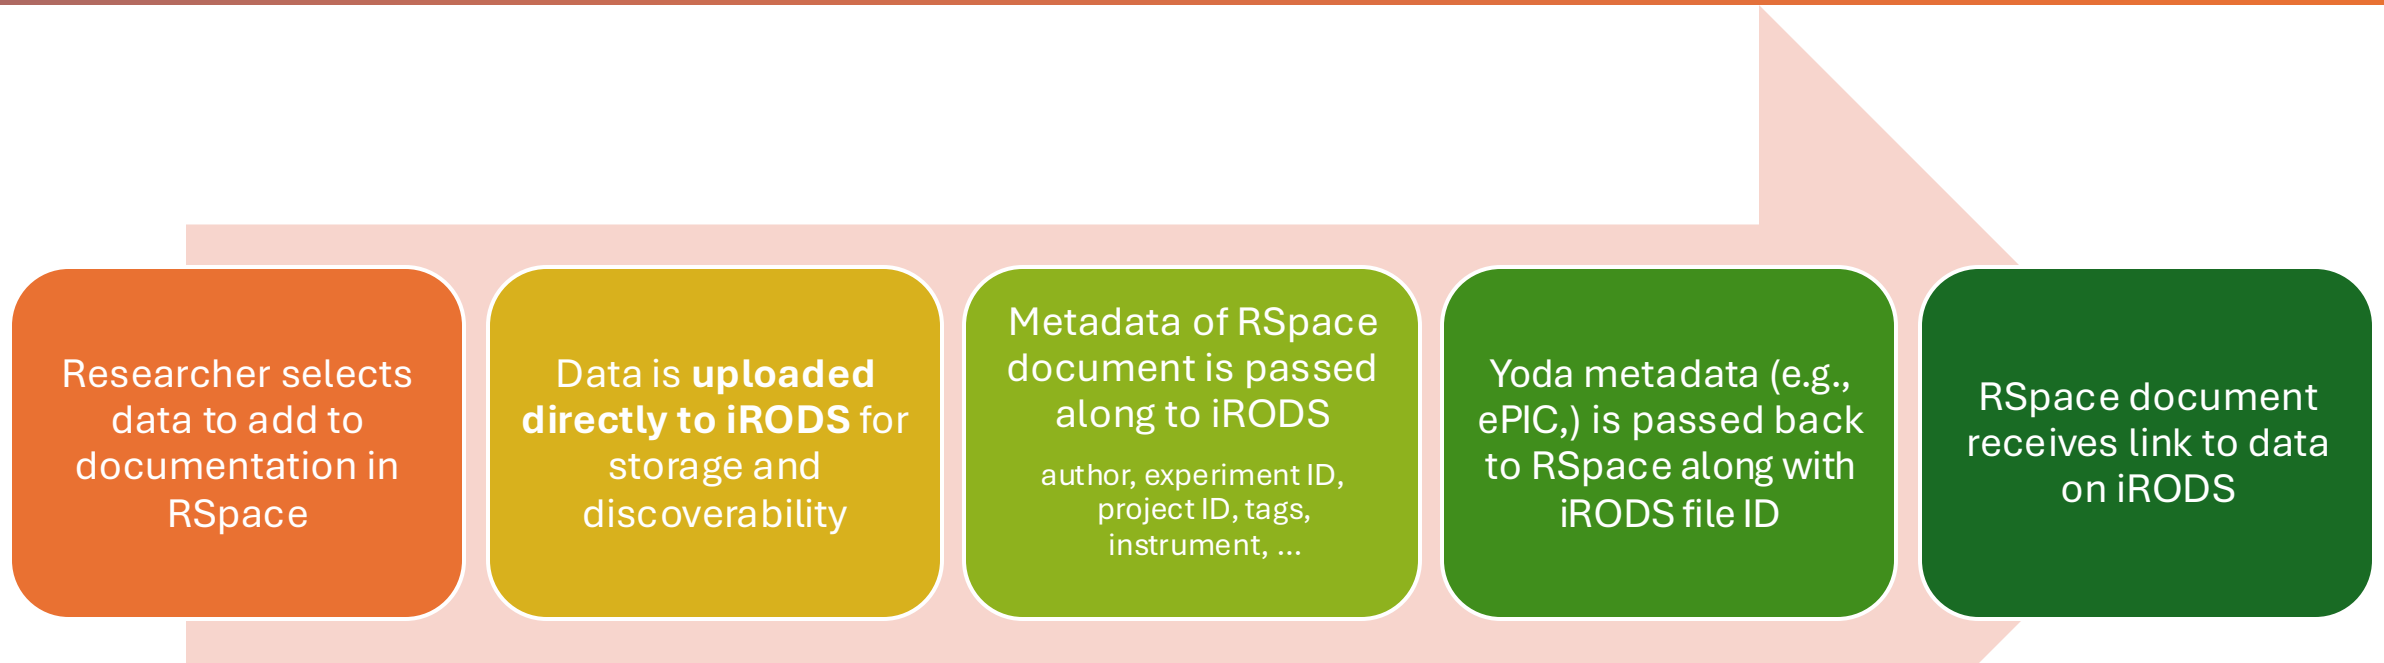 Researcher selects
data to add to
documentation in
RSpace
Data is uploaded
directly to iRODS for
storage and
discoverability
Metadata of RSpace
document is passed
along to iRODS
author, experiment ID,
project ID, tags,
instrument, ...
Yoda metadata (e.g.,
ePIC,) is passed back
to RSpace along with
iRODS file ID
RSpace document
receives link to data
on iRODS